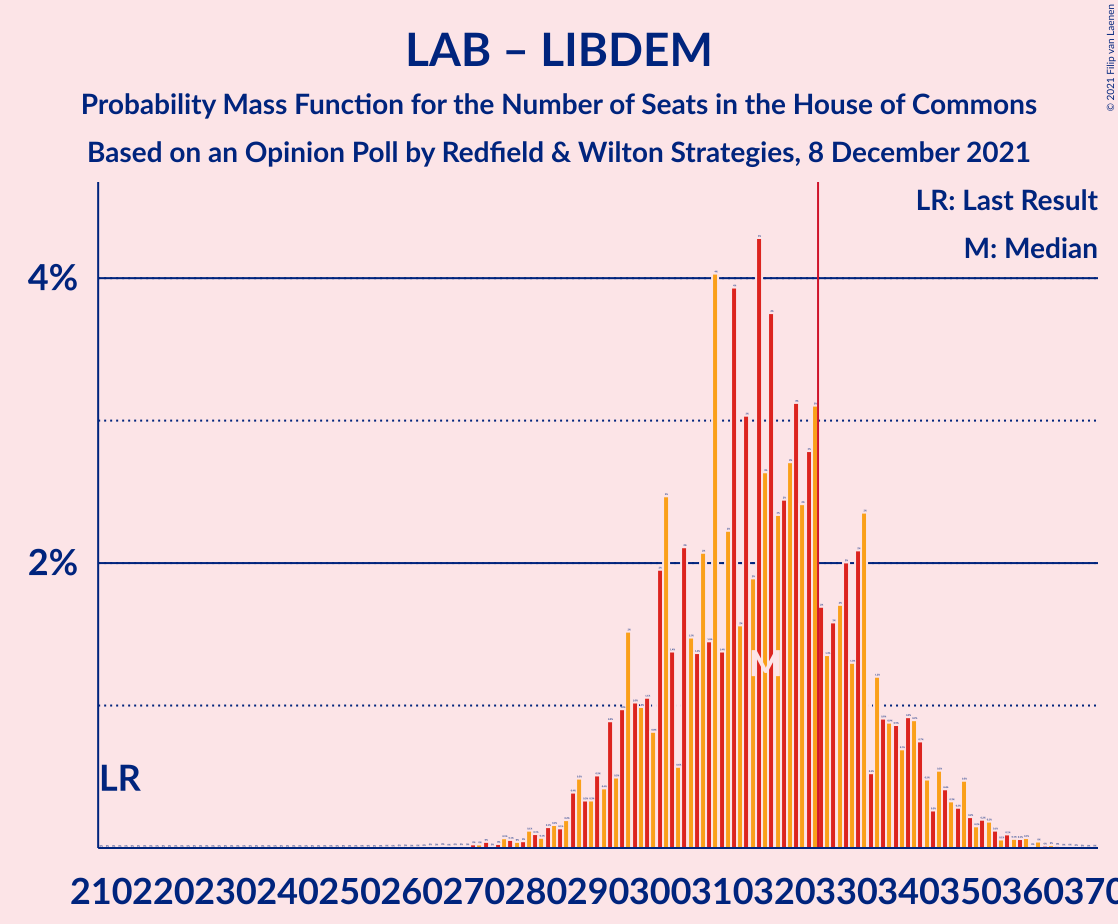 LAB – LIBDEM
Probability Mass Function for the Number of Seats in the House of Commons
Based on an Opinion Poll by Redfield & Wilton Strategies, 8 December 2021
© 2021 Filip van Laenen
LR: Last Result
M: Median
4%
2%
M
LR
210220230240250260270280290300310320330340350360370